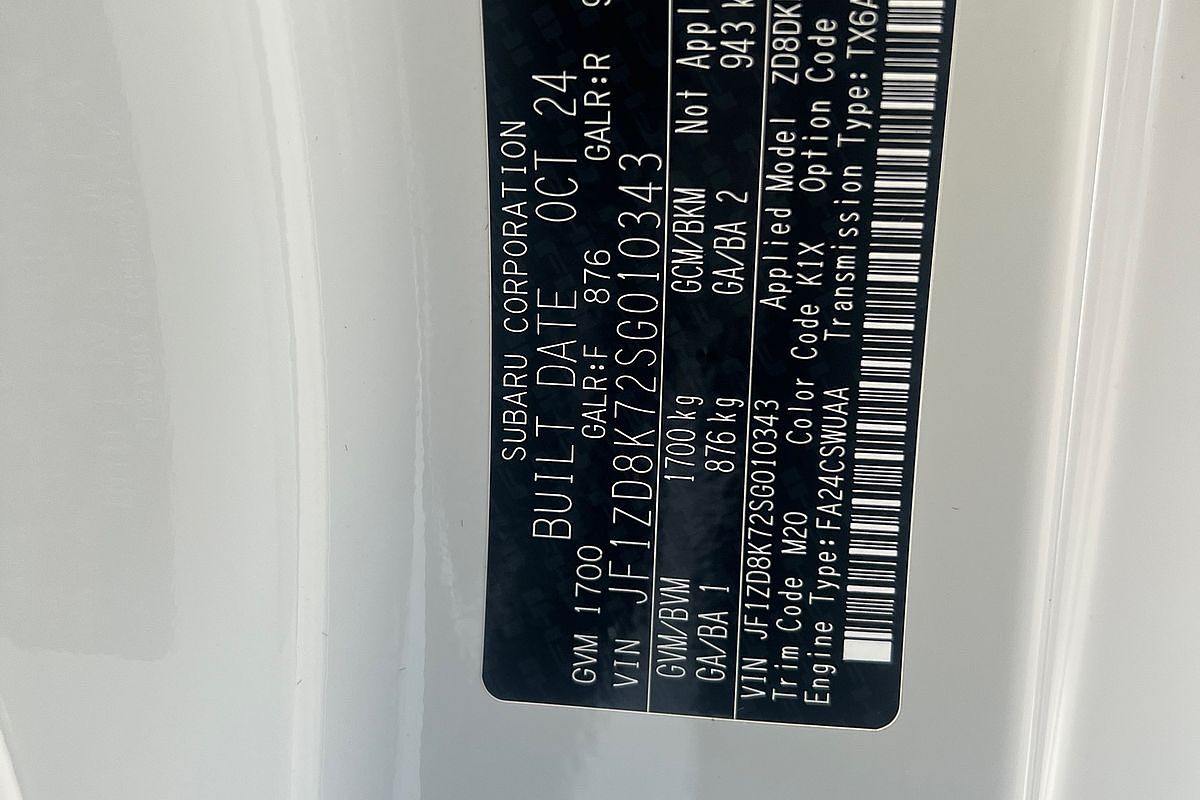 SUBARU CORPORATION
BUILT DATE OCT 24
GVM 1700 GALR:F 876 GALR:R
VIN JF1ZD8K72SG010343
GVM/BVM 1700kg GCM/BKM Not Appl
GA/BA 1 876kg GA/BA 2 943 k
VIN JF1ZD8K72SG010343 Applied Model ZD8DK
Trim Code M20 Color Code K1X Option Code
Engine Type:FA24CSWUAA Transmission Type:TX6A